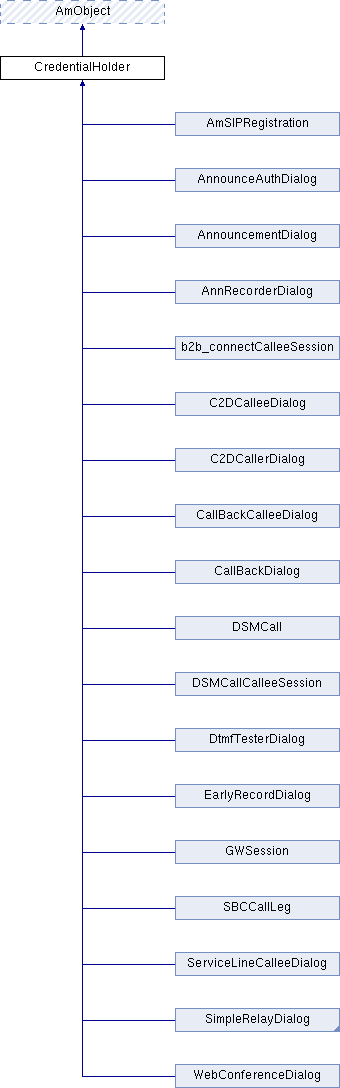 AmObject
CredentialHolder
AmSIPRegistration
AnnounceAuthDialog
AnnouncementDialog
AnnRecorderDialog
b2b_connectCalleeSession
C2DCalleeDialog
C2DCallerDialog
CallBackCalleeDialog
CallBackDialog
DSMCall
DSMCallCalleeSession
DtmfTesterDialog
EarlyRecordDialog
GWSession
SBCCallLeg
ServiceLineCalleeDialog
SimpleRelayDialog
WebConferenceDialog